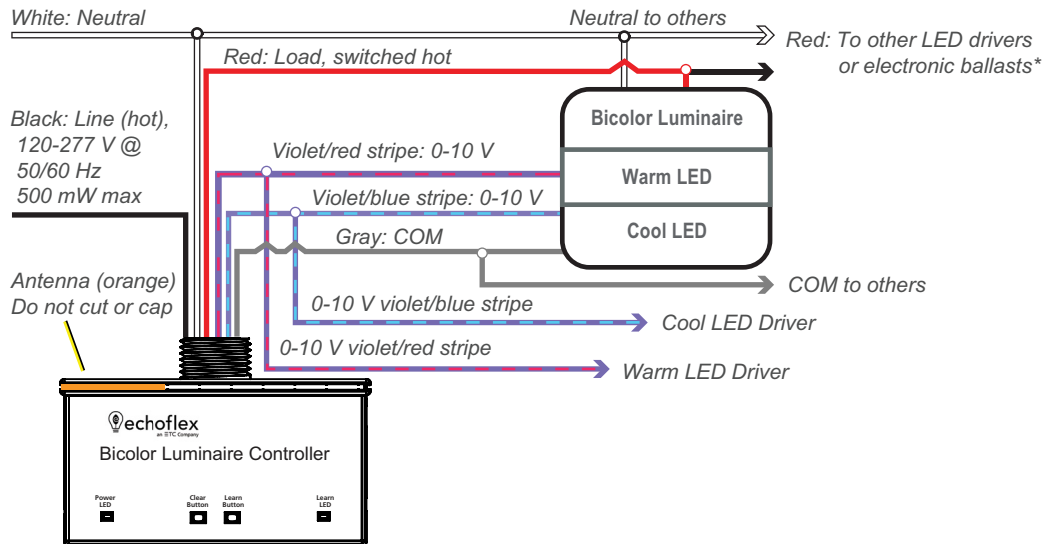 White: Neutral
Neutral to others
Red: To other LED drivers
or electronic ballasts*
Red: Load, switched hot
Black: Line (hot),
120-277 V @
50/60 Hz
500 mW max
Bicolor Luminaire
Violet/red stripe: 0-10 V
Warm LED
Violet/blue stripe: 0-10 V
Cool LED
Gray: COM
Antenna (orange)
Do not cut or cap
COM to others
0-10 V violet/blue stripe
Cool LED Driver
0-10 V violet/red stripe
Warm LED Driver
echoflex
an ETC Company
Bicolor Luminaire Controller
Power
LED
Clear
Button
Learn
Button
Learn
LED